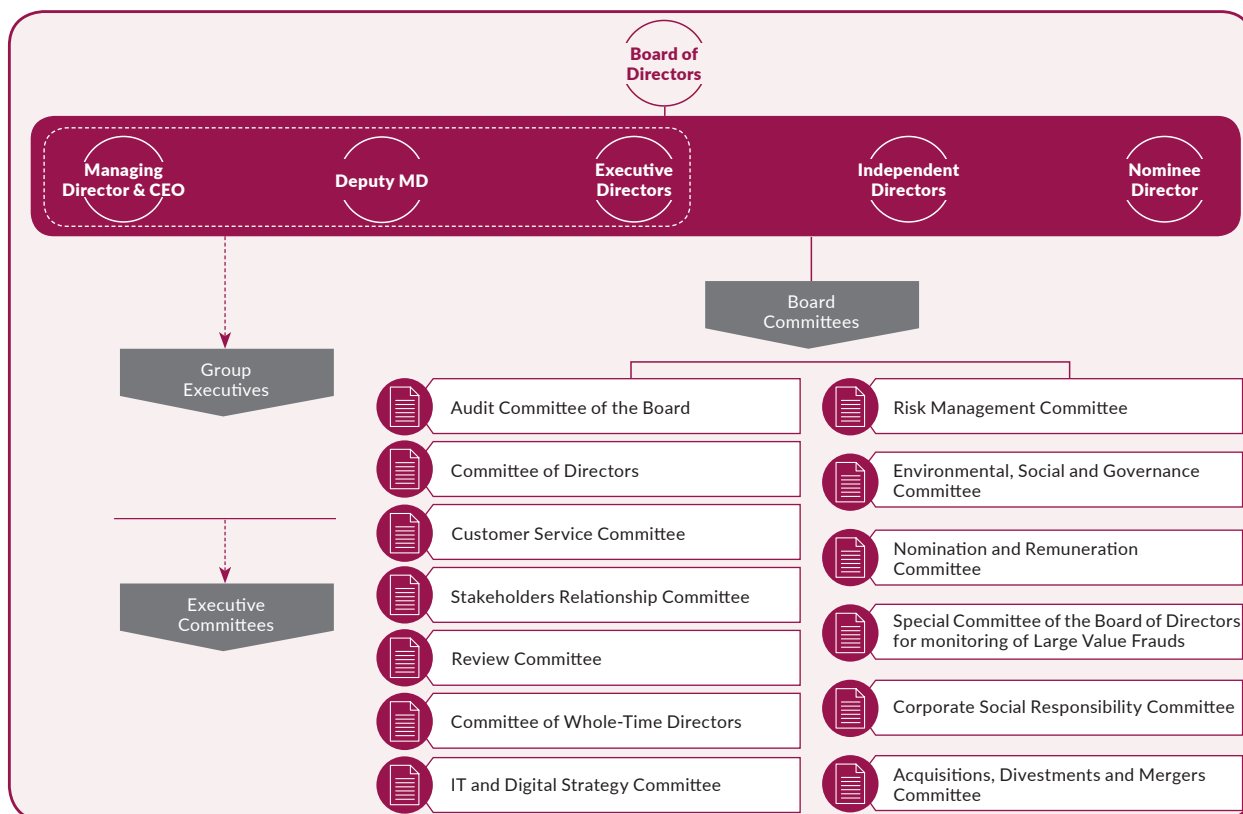 Board of
Directors
Managing
Director & CEO
Deputy MD
Executive
Directors
Independent
Directors
Nominee
Director
Board
Committees
Group
Executives
Executive
Committees
Audit Committee of the Board
Committee of Directors
Customer Service Committee
Stakeholders Relationship Committee
Review Committee
Committee of Whole-Time Directors
IT and Digital Strategy Committee
Risk Management Committee
Environmental, Social and Governance
Committee
Nomination and Remuneration
Committee
Special Committee of the Board of Directors
for monitoring of Large Value Frauds
Corporate Social Responsibility Committee
Acquisitions, Divestments and Mergers
Committee